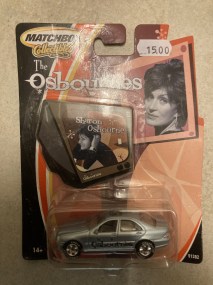 MATCHBOX
Collectibles
15.00
The
Osbournes
Sharon
Osbourne
14+